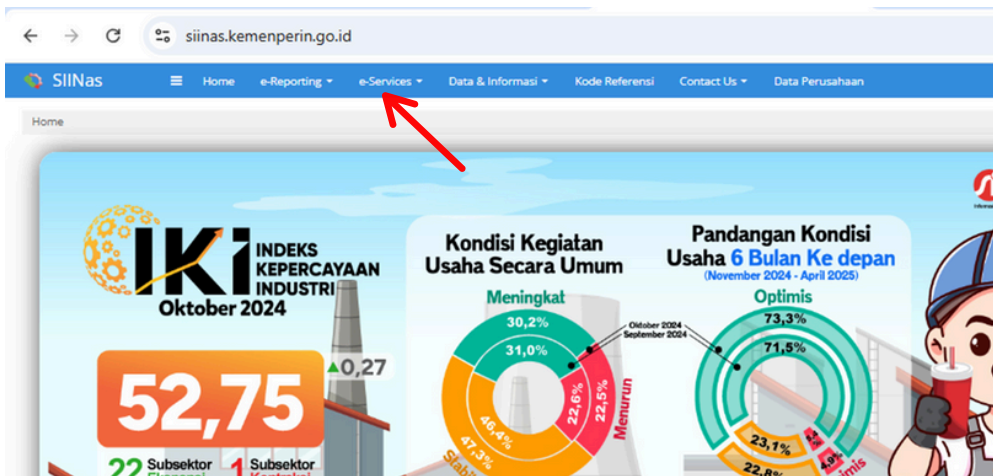 siinas.kemenperin.go.id
SIINas Home e-Reporting e-Services Data & Informasi Kode Referensi Contact Us Data Perusahaan
Home
IKi
INDEKS
KEPERCAYAAN
INDUSTRI
Oktober 2024
52,75
0,27
22 Subsektor
1 Subsektor
Kondisi Kegiatan
Usaha Secara Umum
Meningkat
30,2%
31,0%
Oktober 2024
September 2024
22,6%
22,5%
Menurun
46,4%
47,3%
Pandangan Kondisi
Usaha 6 Bulan Ke depan
(November 2024 - April 2025)
Optimis
73,3%
71,5%
23,1%
22,8%
4,9%